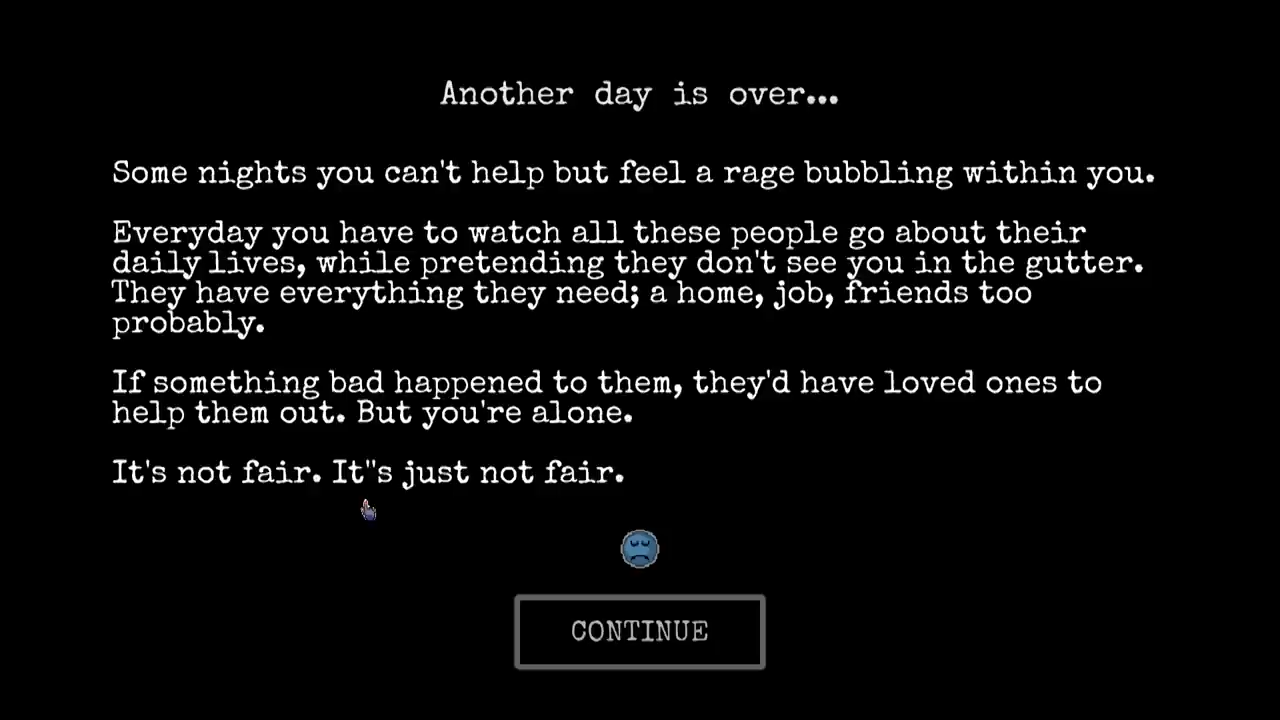 Another day is over...
Some nights you can't help but feel a rage bubbling within you.
Everyday you have to watch all these people go about their
daily lives, while pretending they don't see you in the gutter.
They have everything they need; a home, job, friends too
probably.
If something bad happened to them, they'd have loved ones to
help them out. But you're alone.
It's not fair. It"s just not fair.
CONTINUE